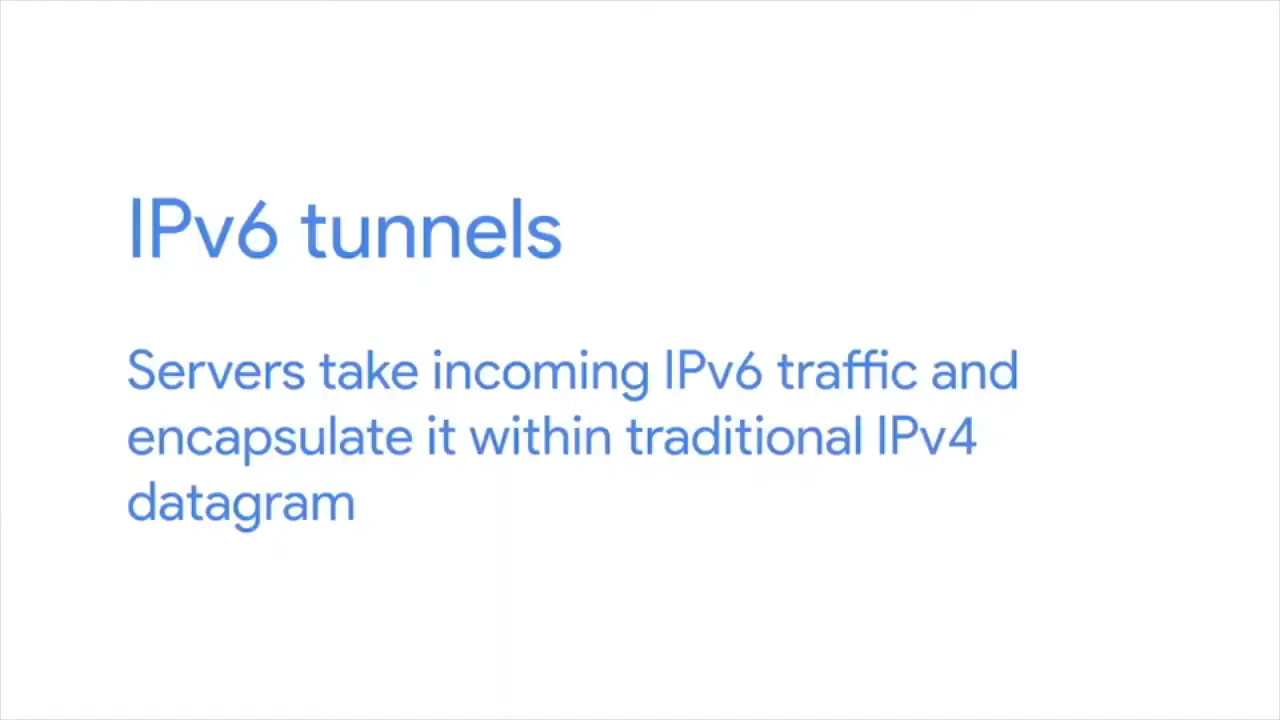 IPv6 tunnels
Servers take incoming IPv6 traffic and
encapsulate it within traditional IPv4
datagram